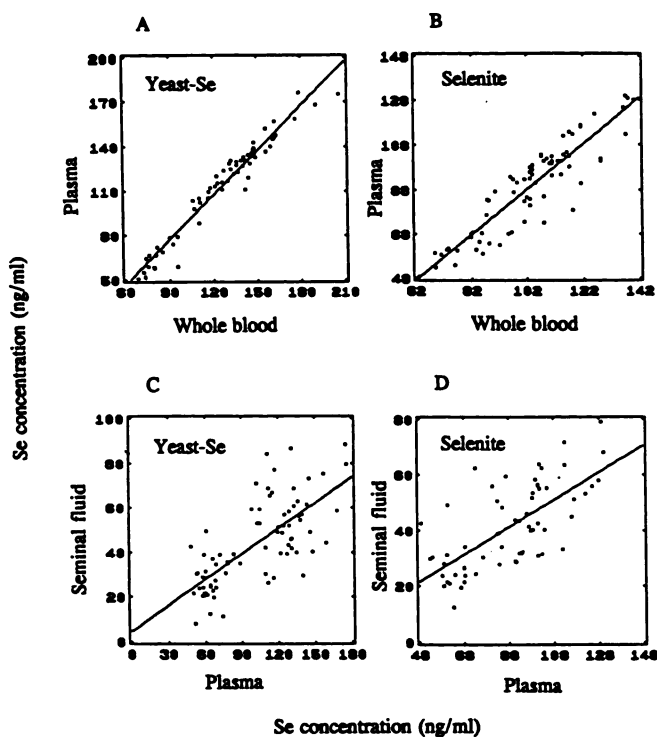 Se concentration (ng/ml)
A
Yeast-Se
Plasma
200
170
140
110
80
50
60 90 120 150 180 210
Whole blood
B
Selenite
Plasma
140
120
100
80
60
40
62 82 102 122 142
Whole blood
C
Yeast-Se
Seminal fluid
100
80
60
40
20
0
0 30 60 90 120 150 180
Plasma
D
Selenite
Seminal fluid
80
60
40
20
0
40 60 80 100 120 140
Plasma
Se concentration (ng/ml)